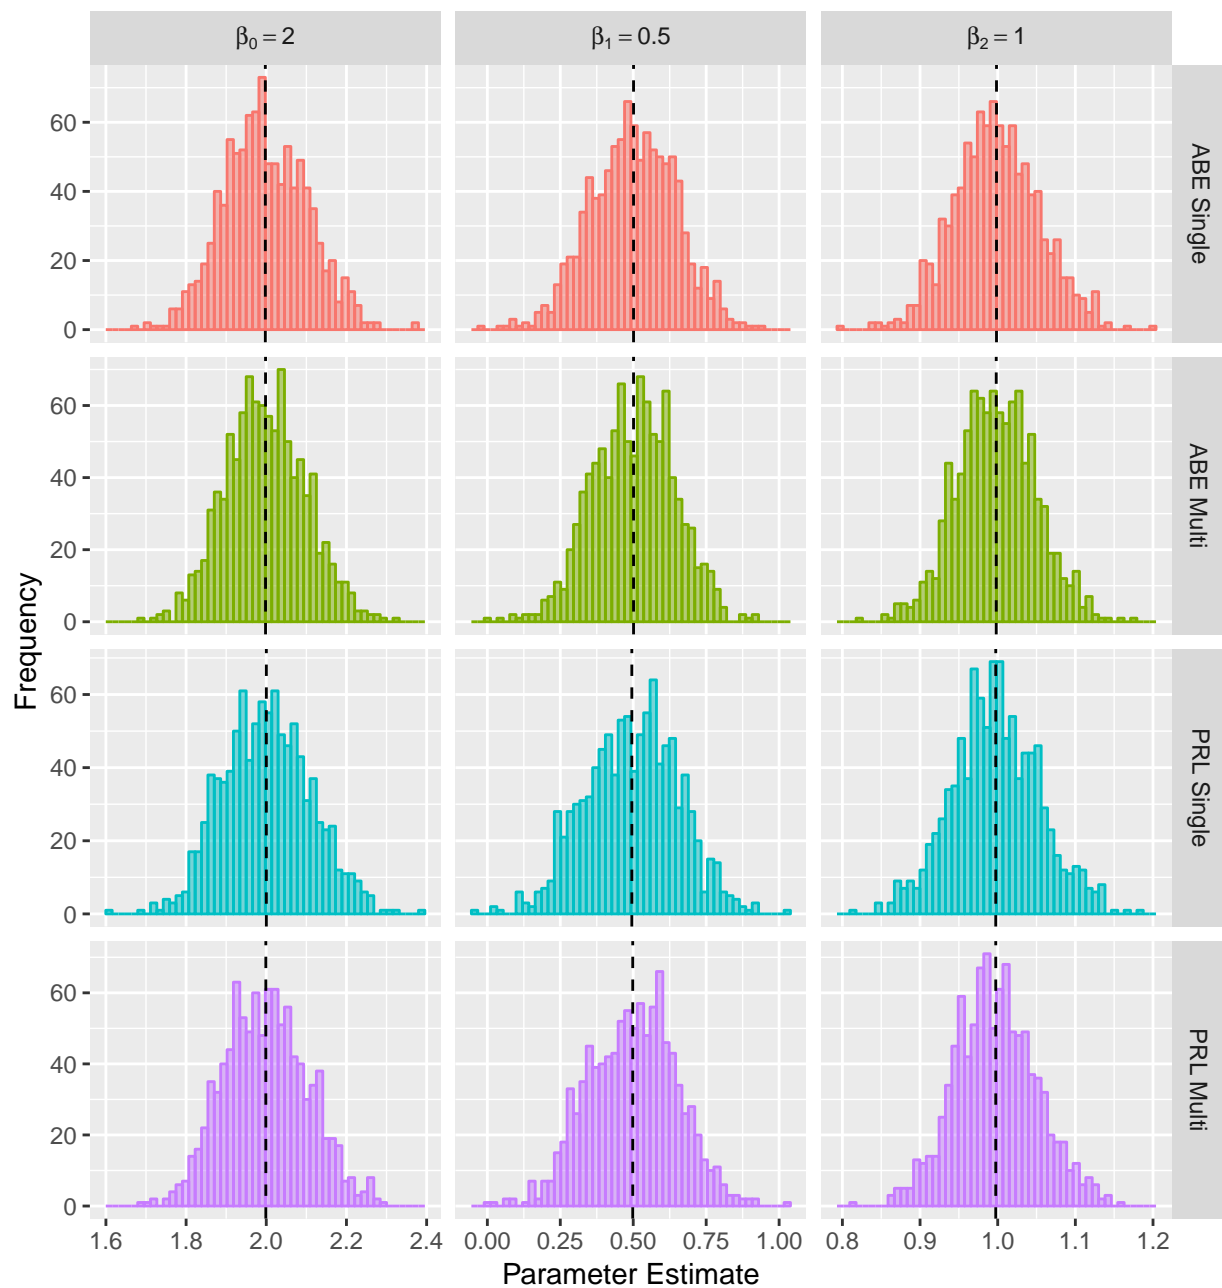 β₀ = 2
β₁ = 0.5
β₂ = 1
Frequency
60
40
20
0
ABE Single
60
40
20
0
ABE Multi
60
40
20
0
PRL Single
60
40
20
0
PRL Multi
1.6 1.8 2.0 2.2 2.4
0.00 0.25 0.50 0.75 1.00
0.8 0.9 1.0 1.1 1.2
Parameter Estimate